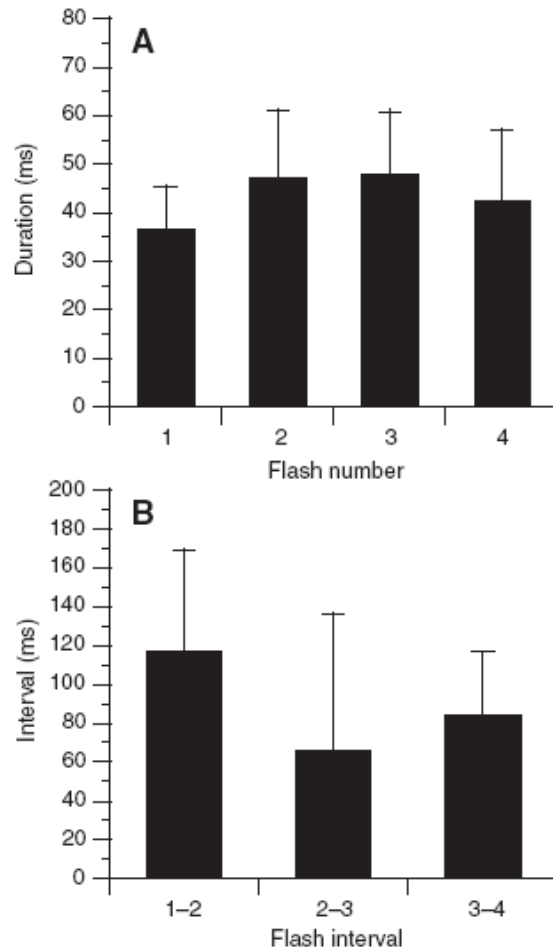 A
80
70
60
50
40
30
20
10
0
Duration (ms)
1 2 3 4
Flash number
B
200
180
160
140
120
100
80
60
40
20
0
Interval (ms)
1–2 2–3 3–4
Flash interval